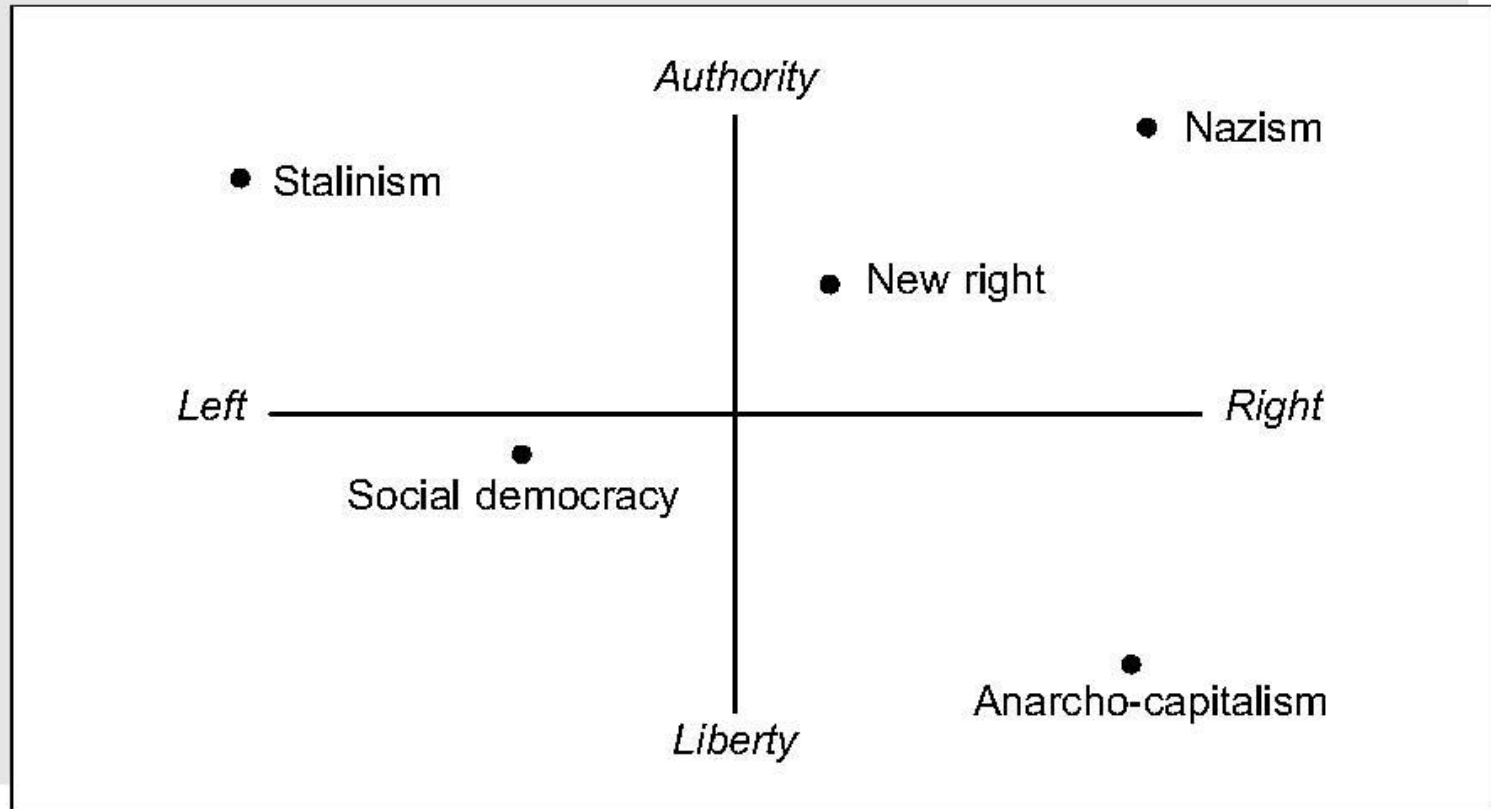 Authority
Nazism
Stalinism
New right
Left
Right
Social democracy
Anarcho-capitalism
Liberty